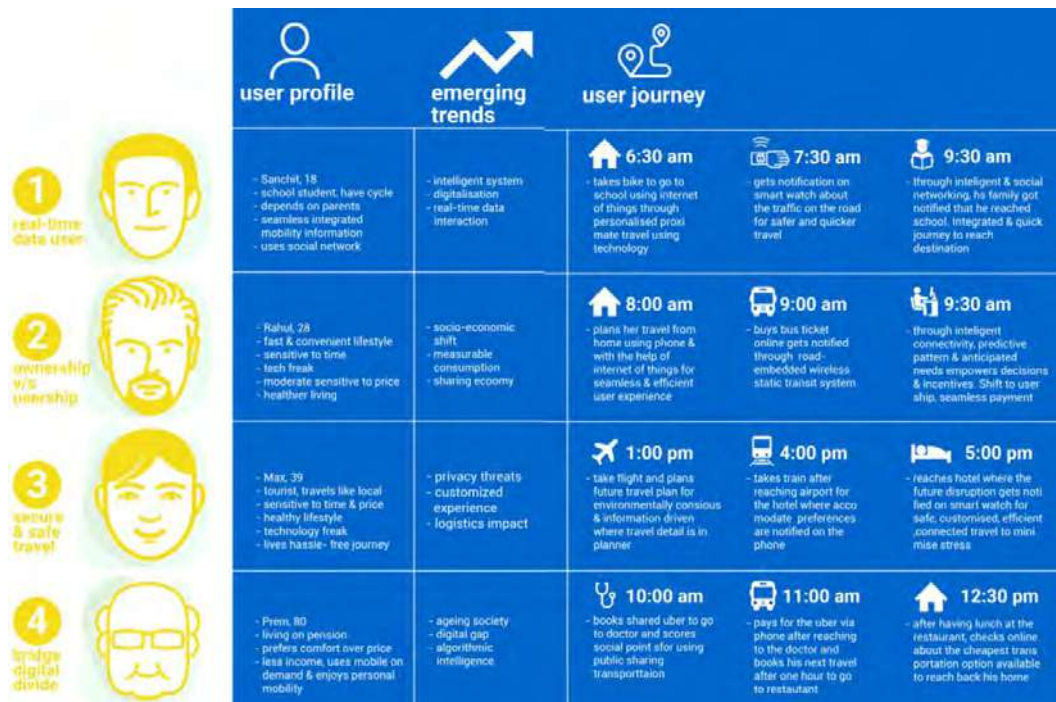 user profile
emerging
trends
user journey
1
real-time
data user
- Sanchit, 18
- school student, have cycle
- depends on parents
- seamless integrated
mobility information
- uses social network
- intelligent system
- digitalisation
- real-time data
interaction
6:30 am
- takes bike to go to
school using internet
of things through
personalised proxi
mate travel using
technology
7:30 am
- gets notification on
smart watch about
the traffic on the road
for safer and quicker
travel
9:30 am
- through inteligent & social
networking, hs family got
notified that he reached
school. Integrated & quick
journey to reach
destination
2
ownership
v/s
usership
- Rahul, 28
- fast & convenient lifestyle
- sensitive to time
- tech freak
- moderate sensitive to price
- healthier living
- socio-economic
shift
- measurable
consumption
- sharing ecoomy
8:00 am
- plans her travel from
home using phone &
with the help of
internet of things for
seamless & efficient
user experience
9:00 am
- buys bus ticket
online gets notified
through road-
embedded wireless
static transit system
9:30 am
- through inteligent
connectivity, predictive
pattern & anticipated
needs empowers decisions
& incentives. Shift to user
ship, seamless payment
3
secure
& safe
travel
- Max, 39
- tourist, travels like local
- sensitive to time & price
- healthy lifestyle
- technology freak
- lives hassle- free journey
- privacy threats
- customized
experience
- logistics impact
1:00 pm
- take flight and plans
future travel plan for
environmentally consious
& information driven
where travel detail is in
planner
4:00 pm
- takes train after
reaching airport for
the hotel where acco
modate preferences
are notified on the
phone
5:00 pm
- reaches hotel where the
future disruption gets noti
fied on smart watch for
safe, customised, efficient
,connected travel to mini
mise stress
4
bridge
digital
divide
- Prem, 80
- living on pension
- prefers comfort over price
- less income, uses mobile on
demand & enjoys personal
mobility
- ageing society
- digital gap
- algorithmic
intelligence
10:00 am
- books shared uber to go
to doctor and scores
social point sfor using
public sharing
transporttaion
11:00 am
- pays for the uber via
phone after reaching
to the doctor and
books his next travel
after one hour to go
to restautant
12:30 pm
- after having lunch at the
restaurant, checks online
about the cheapest trans
portation option available
to reach back his home